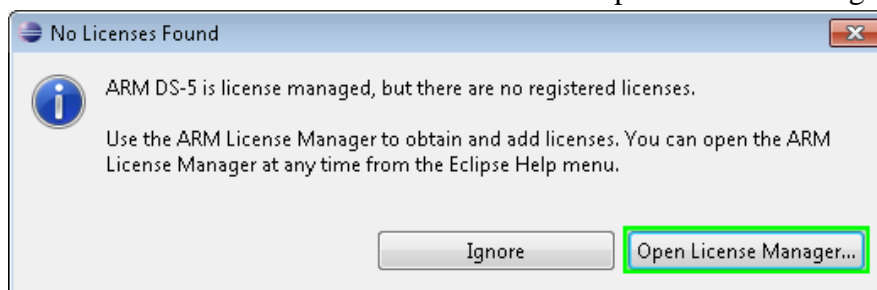 No Licenses Found
ARM DS-5 is license managed, but there are no registered licenses.
Use the ARM License Manager to obtain and add licenses. You can open the ARM
License Manager at any time from the Eclipse Help menu.
Ignore
Open License Manager...